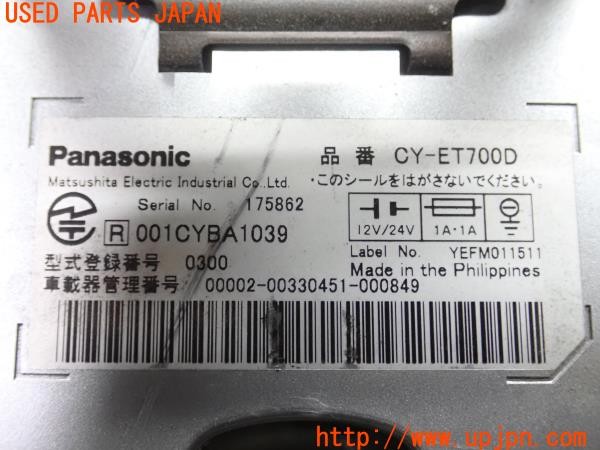 USED PARTS JAPAN
Panasonic 品番 CY-ET700D
Matsushita Electric Industrial Co.,Ltd. ・このシールをはがさないでください。
Serial No. 175862
R 001CYBA1039 12V/24V 1A・1A
Label No. YEFM011511
型式登録番号 0300 Made in the Philippines
車載器管理番号 00002-00330451-000849
http://www.upjpn.com/